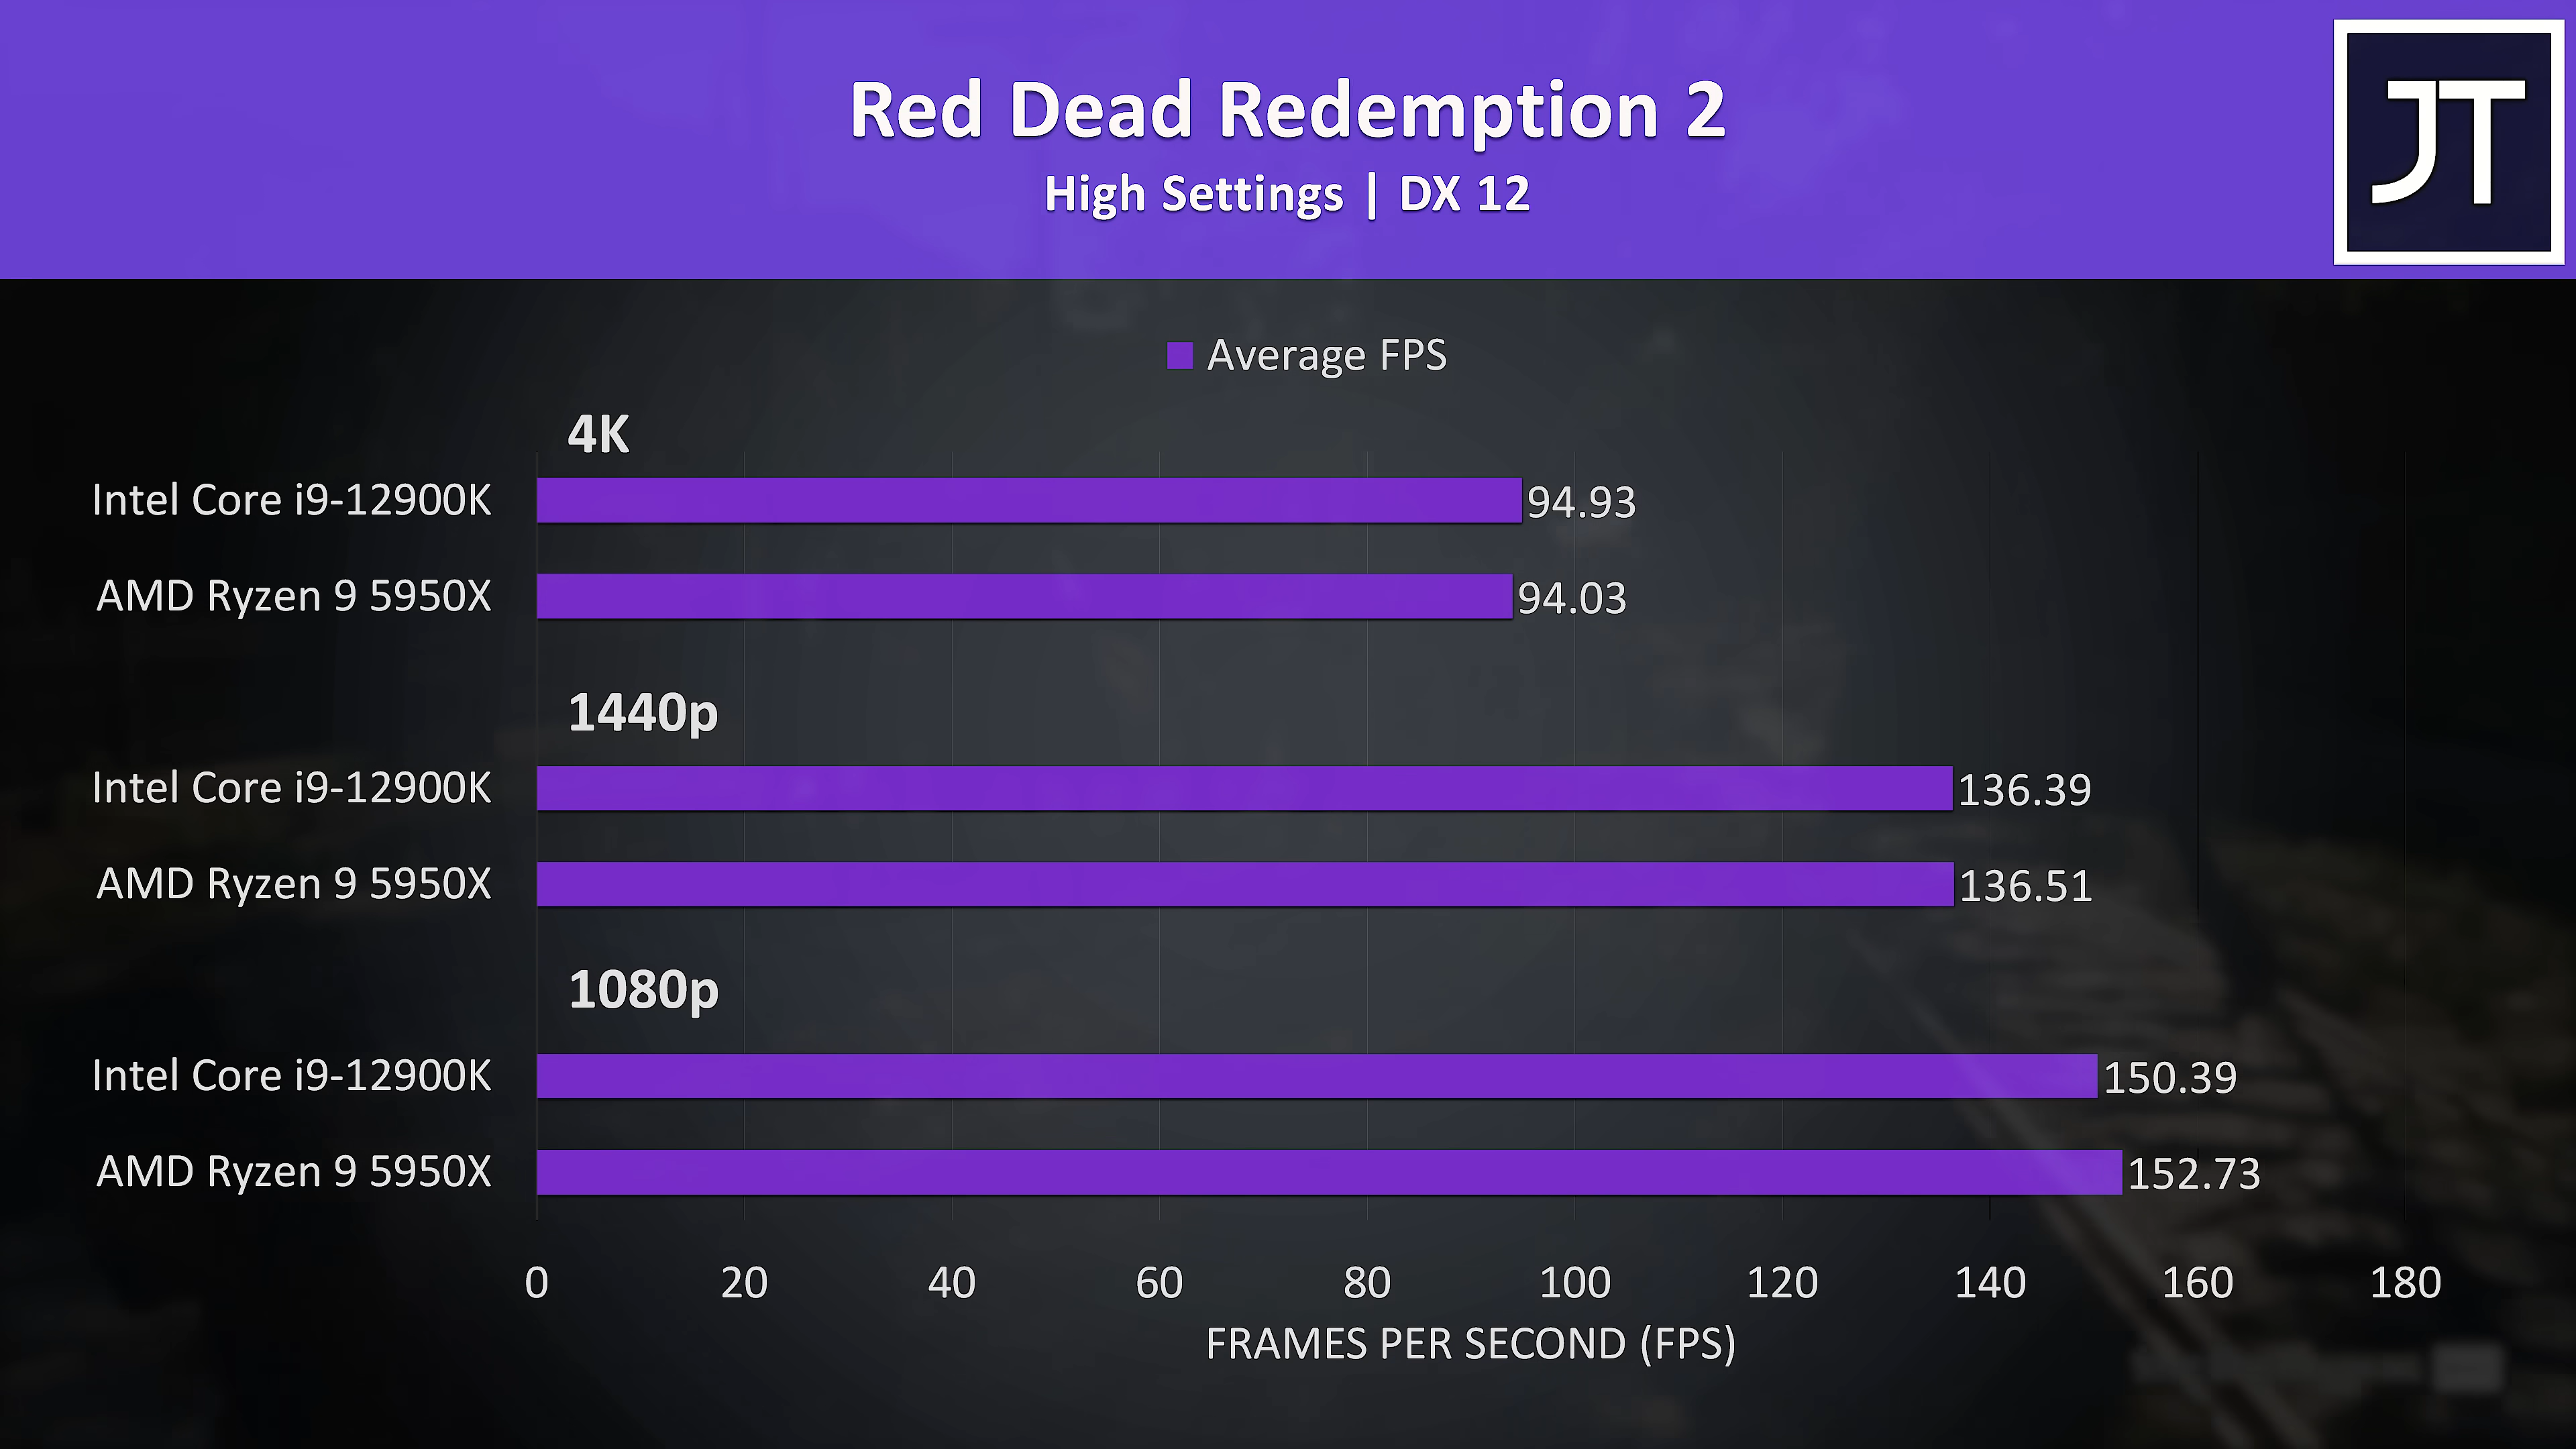 Red Dead Redemption 2
High Settings | DX 12
JT
Average FPS
4K
Intel Core i9-12900K
94.93
AMD Ryzen 9 5950X
94.03
1440p
Intel Core i9-12900K
136.39
AMD Ryzen 9 5950X
136.51
1080p
Intel Core i9-12900K
150.39
AMD Ryzen 9 5950X
152.73
0 20 40 60 80 100 120 140 160 180
FRAMES PER SECOND (FPS)